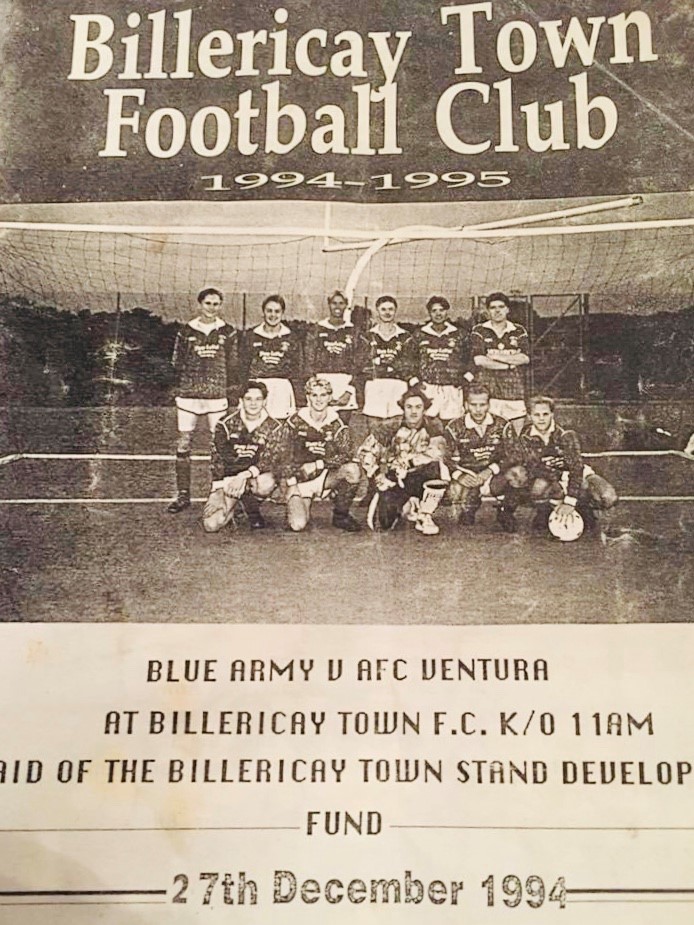 Billericay Town
Football Club
1994-1995
BLUE ARMY V AFC VENTURA
AT BILLERICAY TOWN F.C. K/O 11AM
AID OF THE BILLERICAY TOWN STAND DEVELOP
FUND
27th December 1994